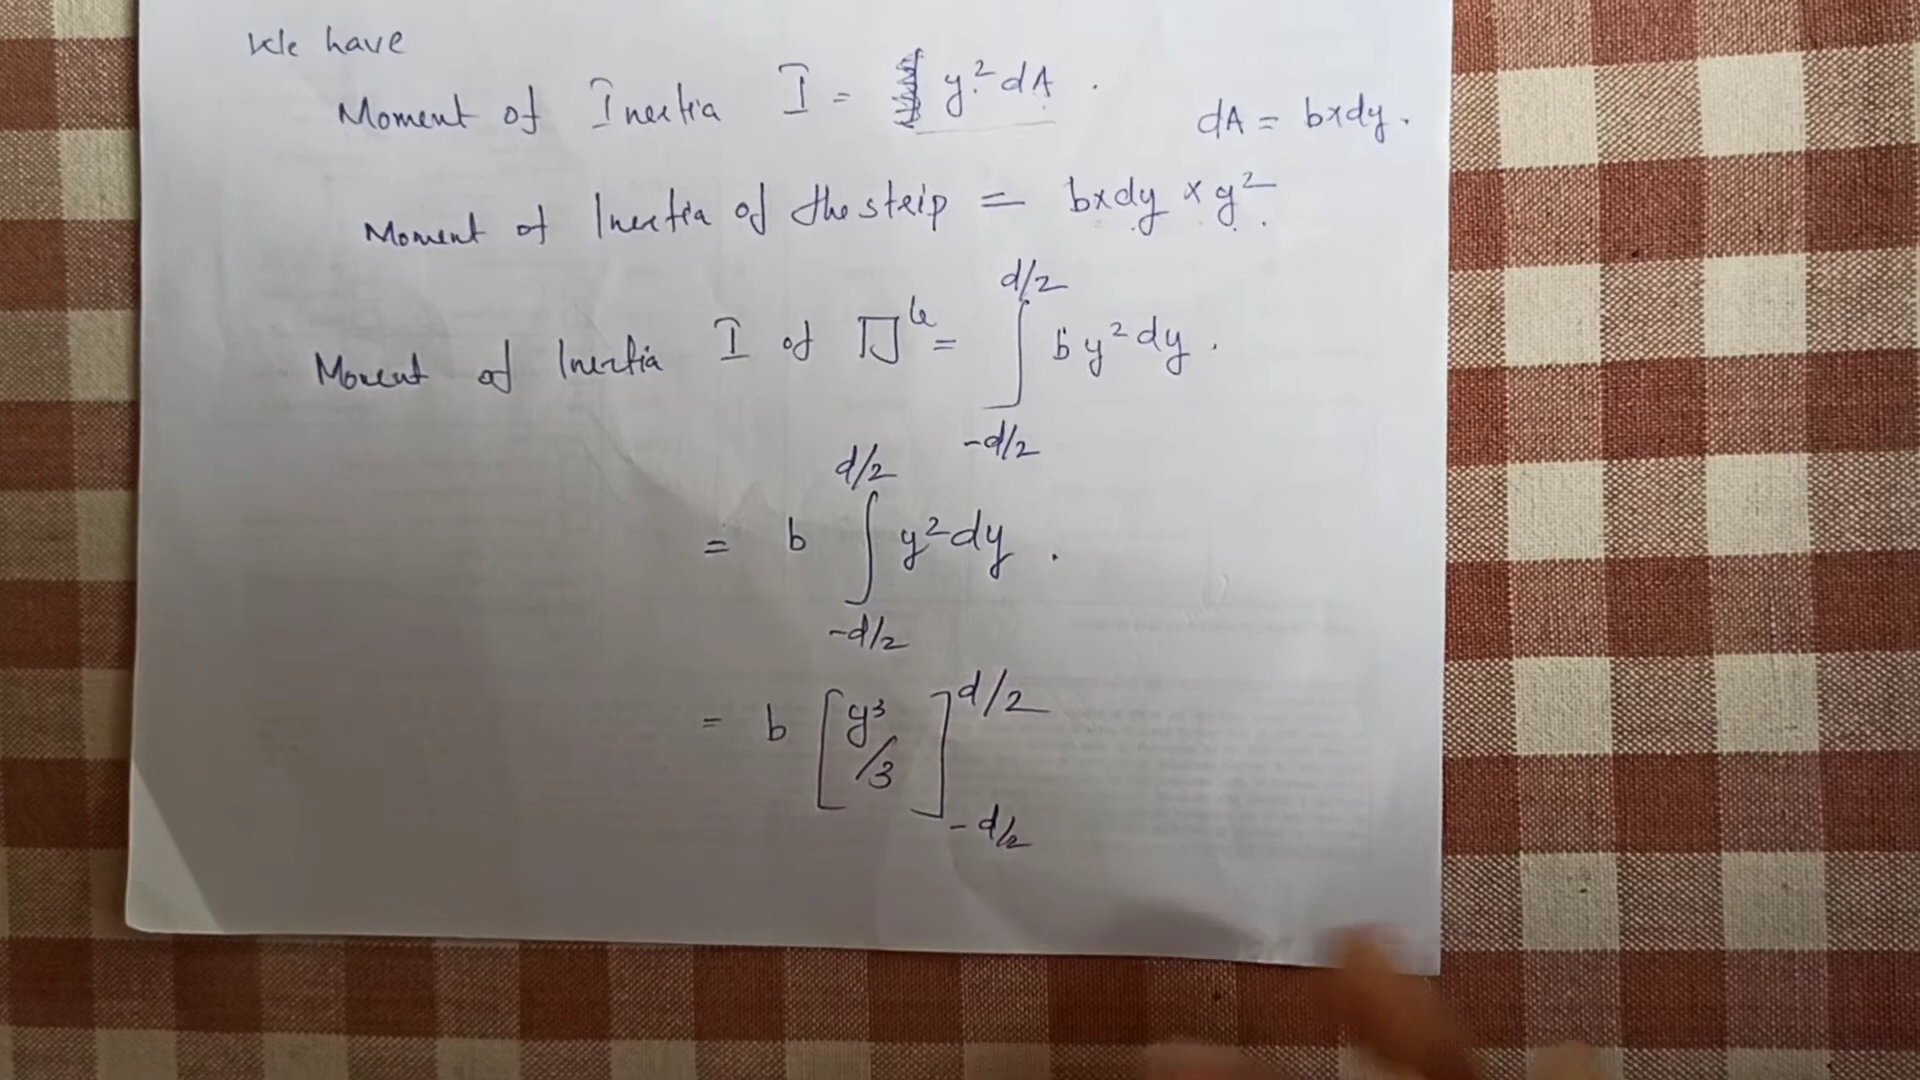 We have
Moment of Inertia I = y² dA .
dA = b×dy .
Moment of Inertia of the strip = b×dy × y² .
Moment of Inertia I of ∏le = ∫_{-d/2}^{d/2} b y² dy .
= b ∫_{-d/2}^{d/2} y² dy .
= b [y³/3]_{-d/2}^{d/2}